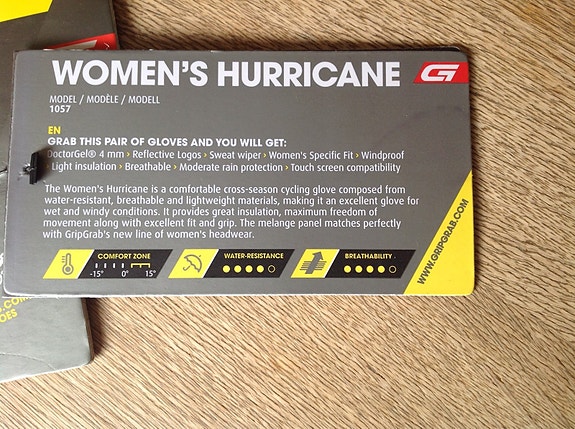 WOMEN'S HURRICANE
MODEL / MODÈLE / MODELL
1057
EN
GRAB THIS PAIR OF GLOVES AND YOU WILL GET:
DoctorGel® 4 mm › Reflective Logos › Sweat wiper › Women's Specific Fit › Windproof
Light insulation › Breathable › Moderate rain protection › Touch screen compatibility
The Women's Hurricane is a comfortable cross-season cycling glove composed from
water-resistant, breathable and lightweight materials, making it an excellent glove for
wet and windy conditions. It provides great insulation, maximum freedom of
movement along with excellent fit and grip. The melange panel matches perfectly
with GripGrab's new line of women's headwear.
COMFORT ZONE
-15° 0° 15°
WATER-RESISTANCE
BREATHABILITY
WWW.GRIPGRAB.COM